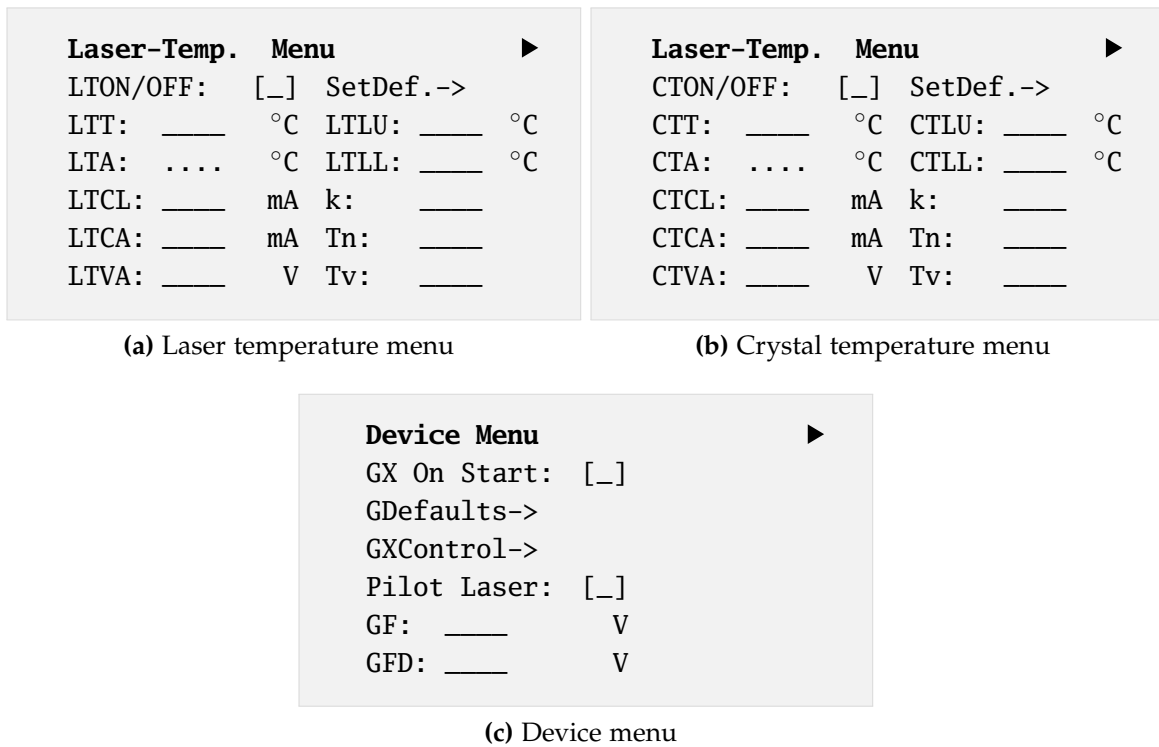 Laser-Temp. Menu ▶
LTON/OFF: [_] SetDef.->
LTT: ____ °C LTLU: ____ °C
LTA: .... °C LTLL: ____ °C
LTCL: ____ mA k: ____
LTCA: ____ mA Tn: ____
LTVA: ____ V Tv: ____
(a) Laser temperature menu
Laser-Temp. Menu ▶
CTON/OFF: [_] SetDef.->
CTT: ____ °C CTLU: ____ °C
CTA: .... °C CTLL: ____ °C
CTCL: ____ mA k: ____
CTCA: ____ mA Tn: ____
CTVA: ____ V Tv: ____
(b) Crystal temperature menu
Device Menu ▶
GX On Start: [_]
GDefaults->
GXControl->
Pilot Laser: [_]
GF: ____ V
GFD: ____ V
(c) Device menu